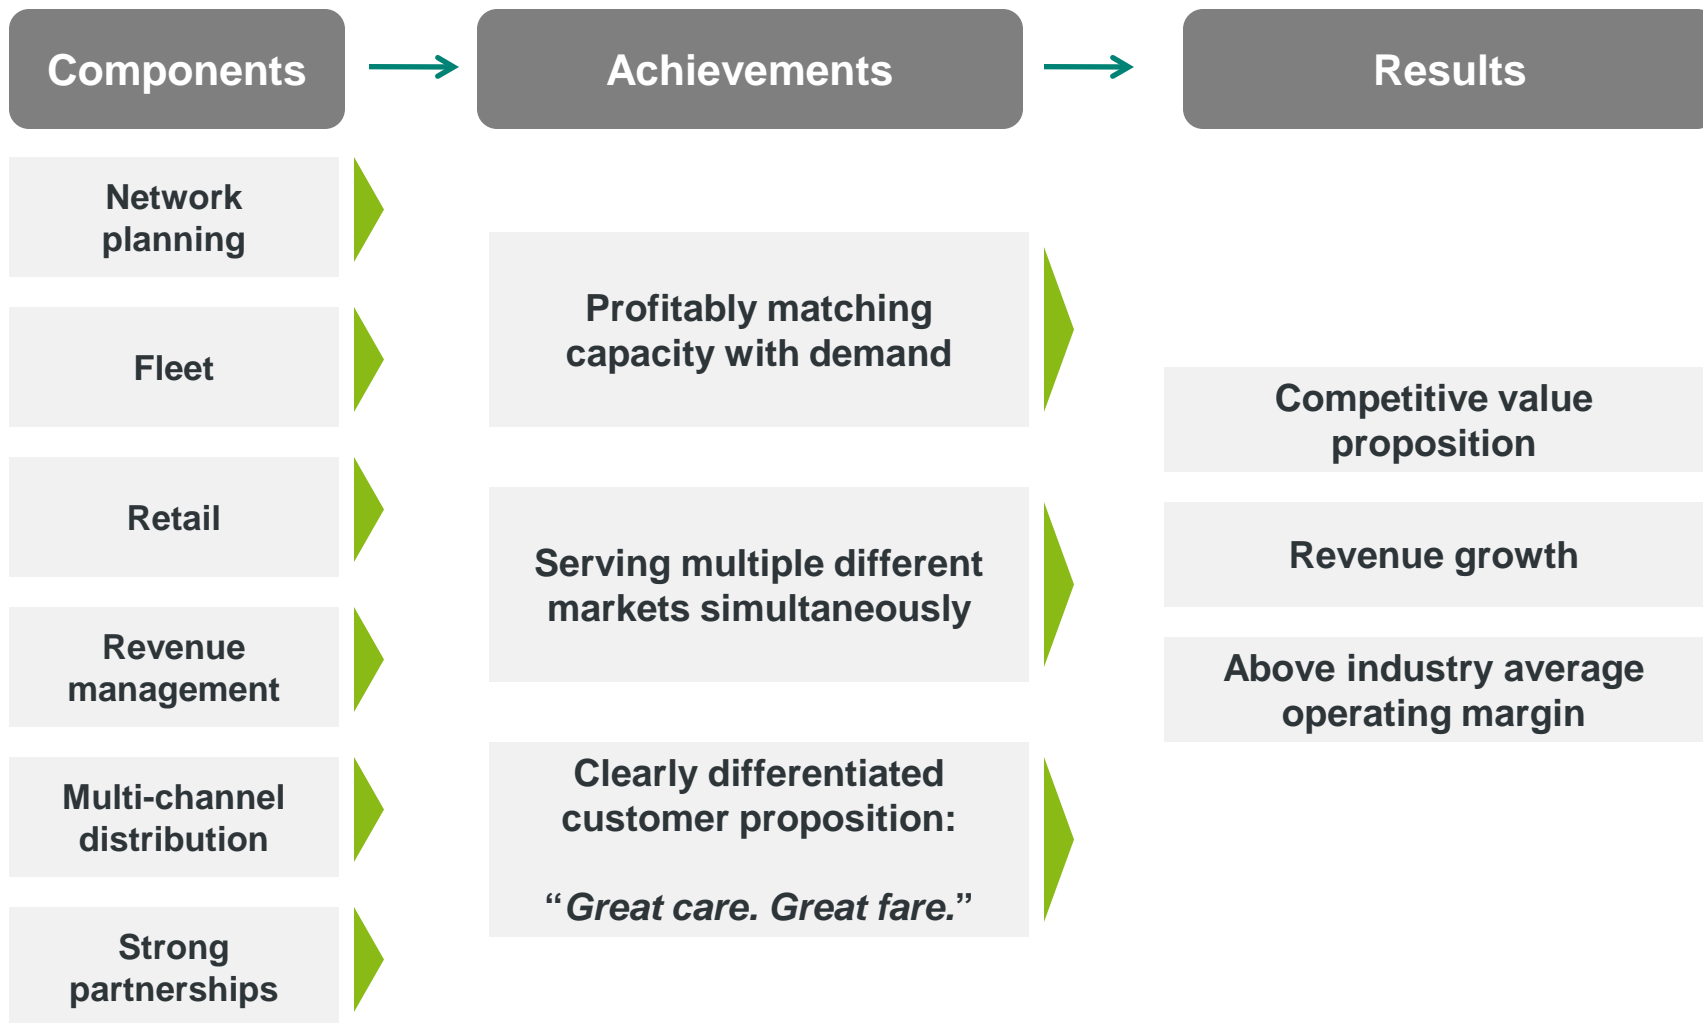 Components
Achievements
Results
Network
planning
Fleet
Retail
Revenue
management
Multi-channel
distribution
Strong
partnerships
Profitably matching
capacity with demand
Serving multiple different
markets simultaneously
Clearly differentiated
customer proposition:
“Great care. Great fare.”
Competitive value
proposition
Revenue growth
Above industry average
operating margin